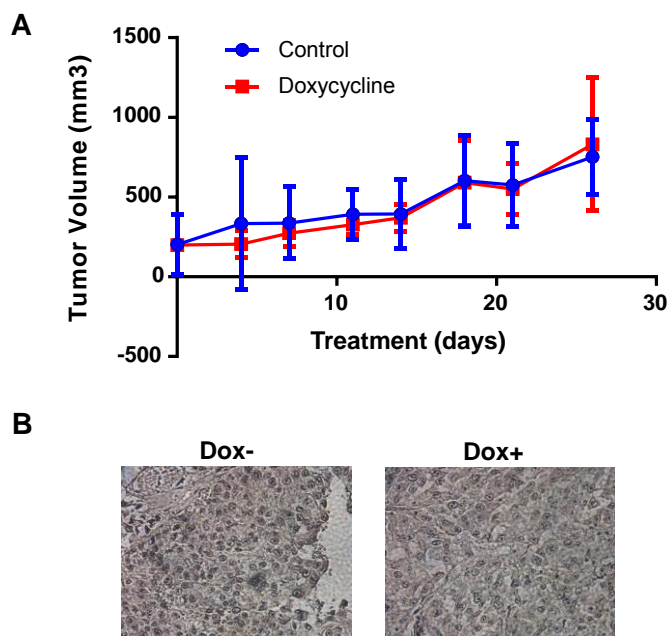 A
1500
Control
Doxycycline
1000
500
0
-500
10
20
30
Tumor Volume (mm3)
Treatment (days)
B
Dox-
Dox+